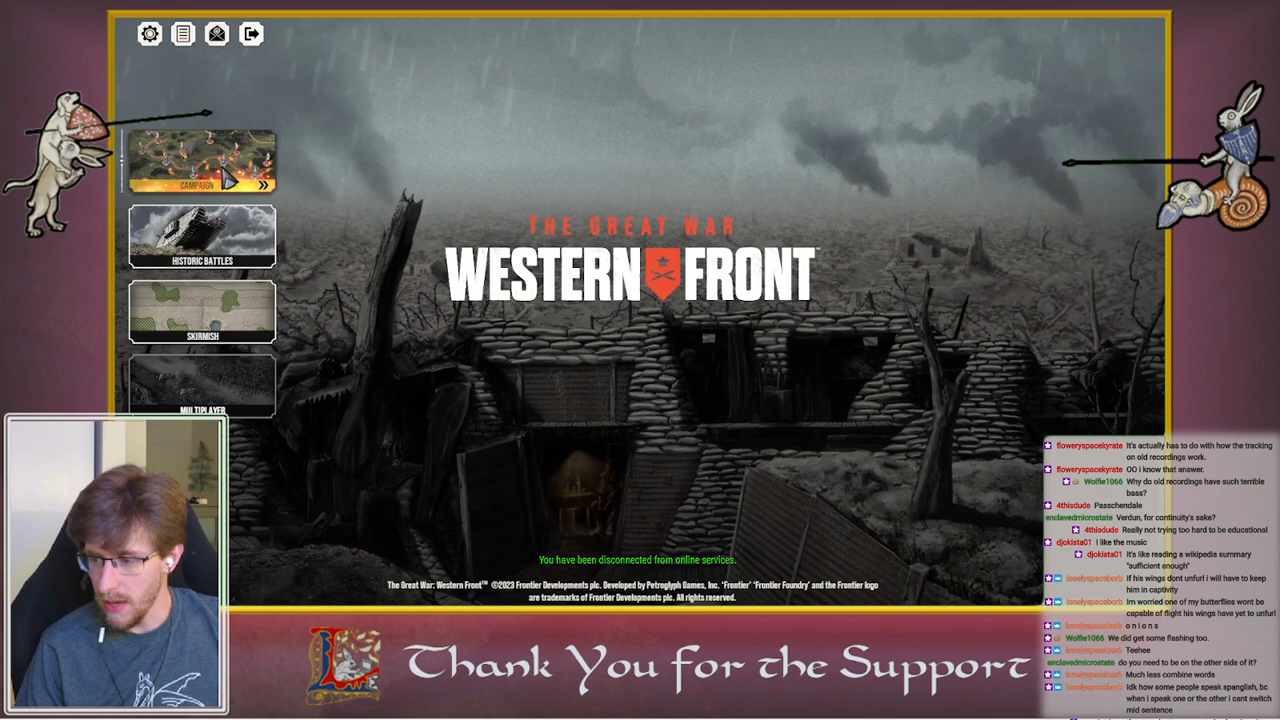 CAMPAIGN
HISTORIC BATTLES
SKIRMISH
MULTIPLAYER
THE GREAT WAR
WESTERN FRONT
You have been disconnected from online services.
The Great War: Western Front™ ©2023 Frontier Developments plc. Developed by Petroglyph Games, Inc. 'Frontier' 'Frontier Foundry' and the Frontier logo
are trademarks of Frontier Developments plc. All rights reserved.
floweryspacekyrate It's actually has to do with how the tracking
on old recordings work.
floweryspacekyrate OO i know that answer.
Wolfie1066 Why do old recordings have such terrible
bass?
4thisdude Passchendale
enclavedmicrostate Verdun, for continuity's sake?
4thisdude Really not trying too hard to be educational
djokista01 I like the music
djokista01 It's like reading a wikipedia summary
"sufficient enough"
lonelyspaceborb If his wings dont unfurl i will have to keep
him in captivity
lonelyspaceborb Im worried one of my butterflies wont be
capable of flight his wings have yet to unfurl
lonelyspaceborb o n i o n s
Wolfie1066 We did get some flashing too.
lonelyspaceborb Teehee
enclavedmicrostate do you need to be on the other side of it?
lonelyspaceborb Much less combine words
lonelyspaceborb Idk how some people speak spanglish, bc
when i speak one or the other i cant switch
mid sentence
Thank You for the Support